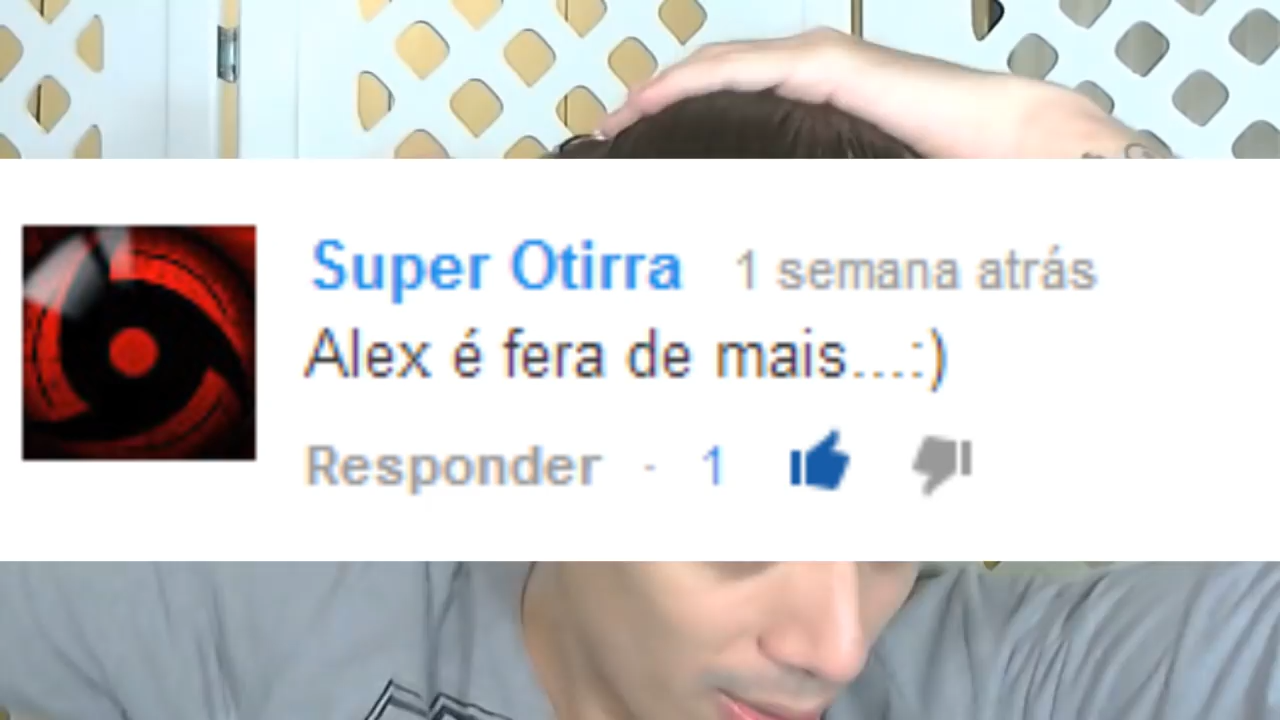 Super Otirra 1 semana atrás
Alex é fera de mais...:)
Responder · 1